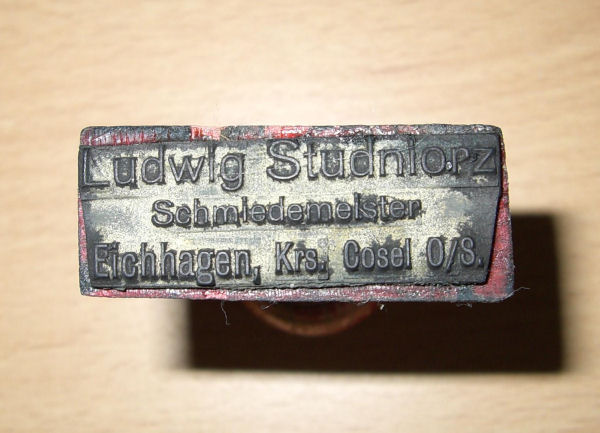 Ludwig Studniorz
Schmiedemeister
Eichhagen, Krs. Cosel O/S.